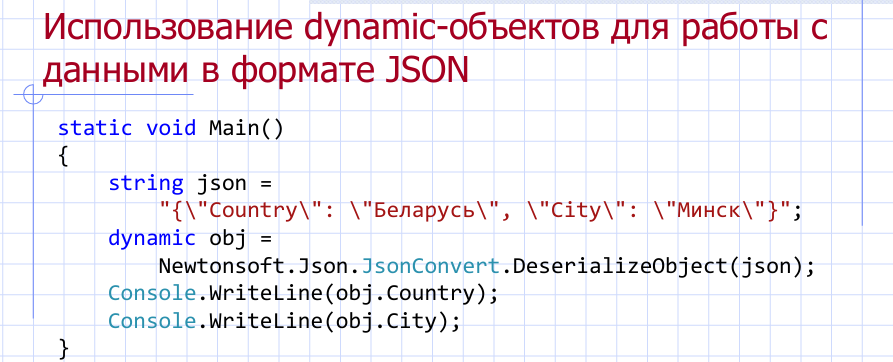 Использование dynamic-объектов для работы с
данными в формате JSON
static void Main()
{
    string json =
        "{\"Country\": \"Беларусь\", \"City\": \"Минск\"}";
    dynamic obj =
        Newtonsoft.Json.JsonConvert.DeserializeObject(json);
    Console.WriteLine(obj.Country);
    Console.WriteLine(obj.City);
}